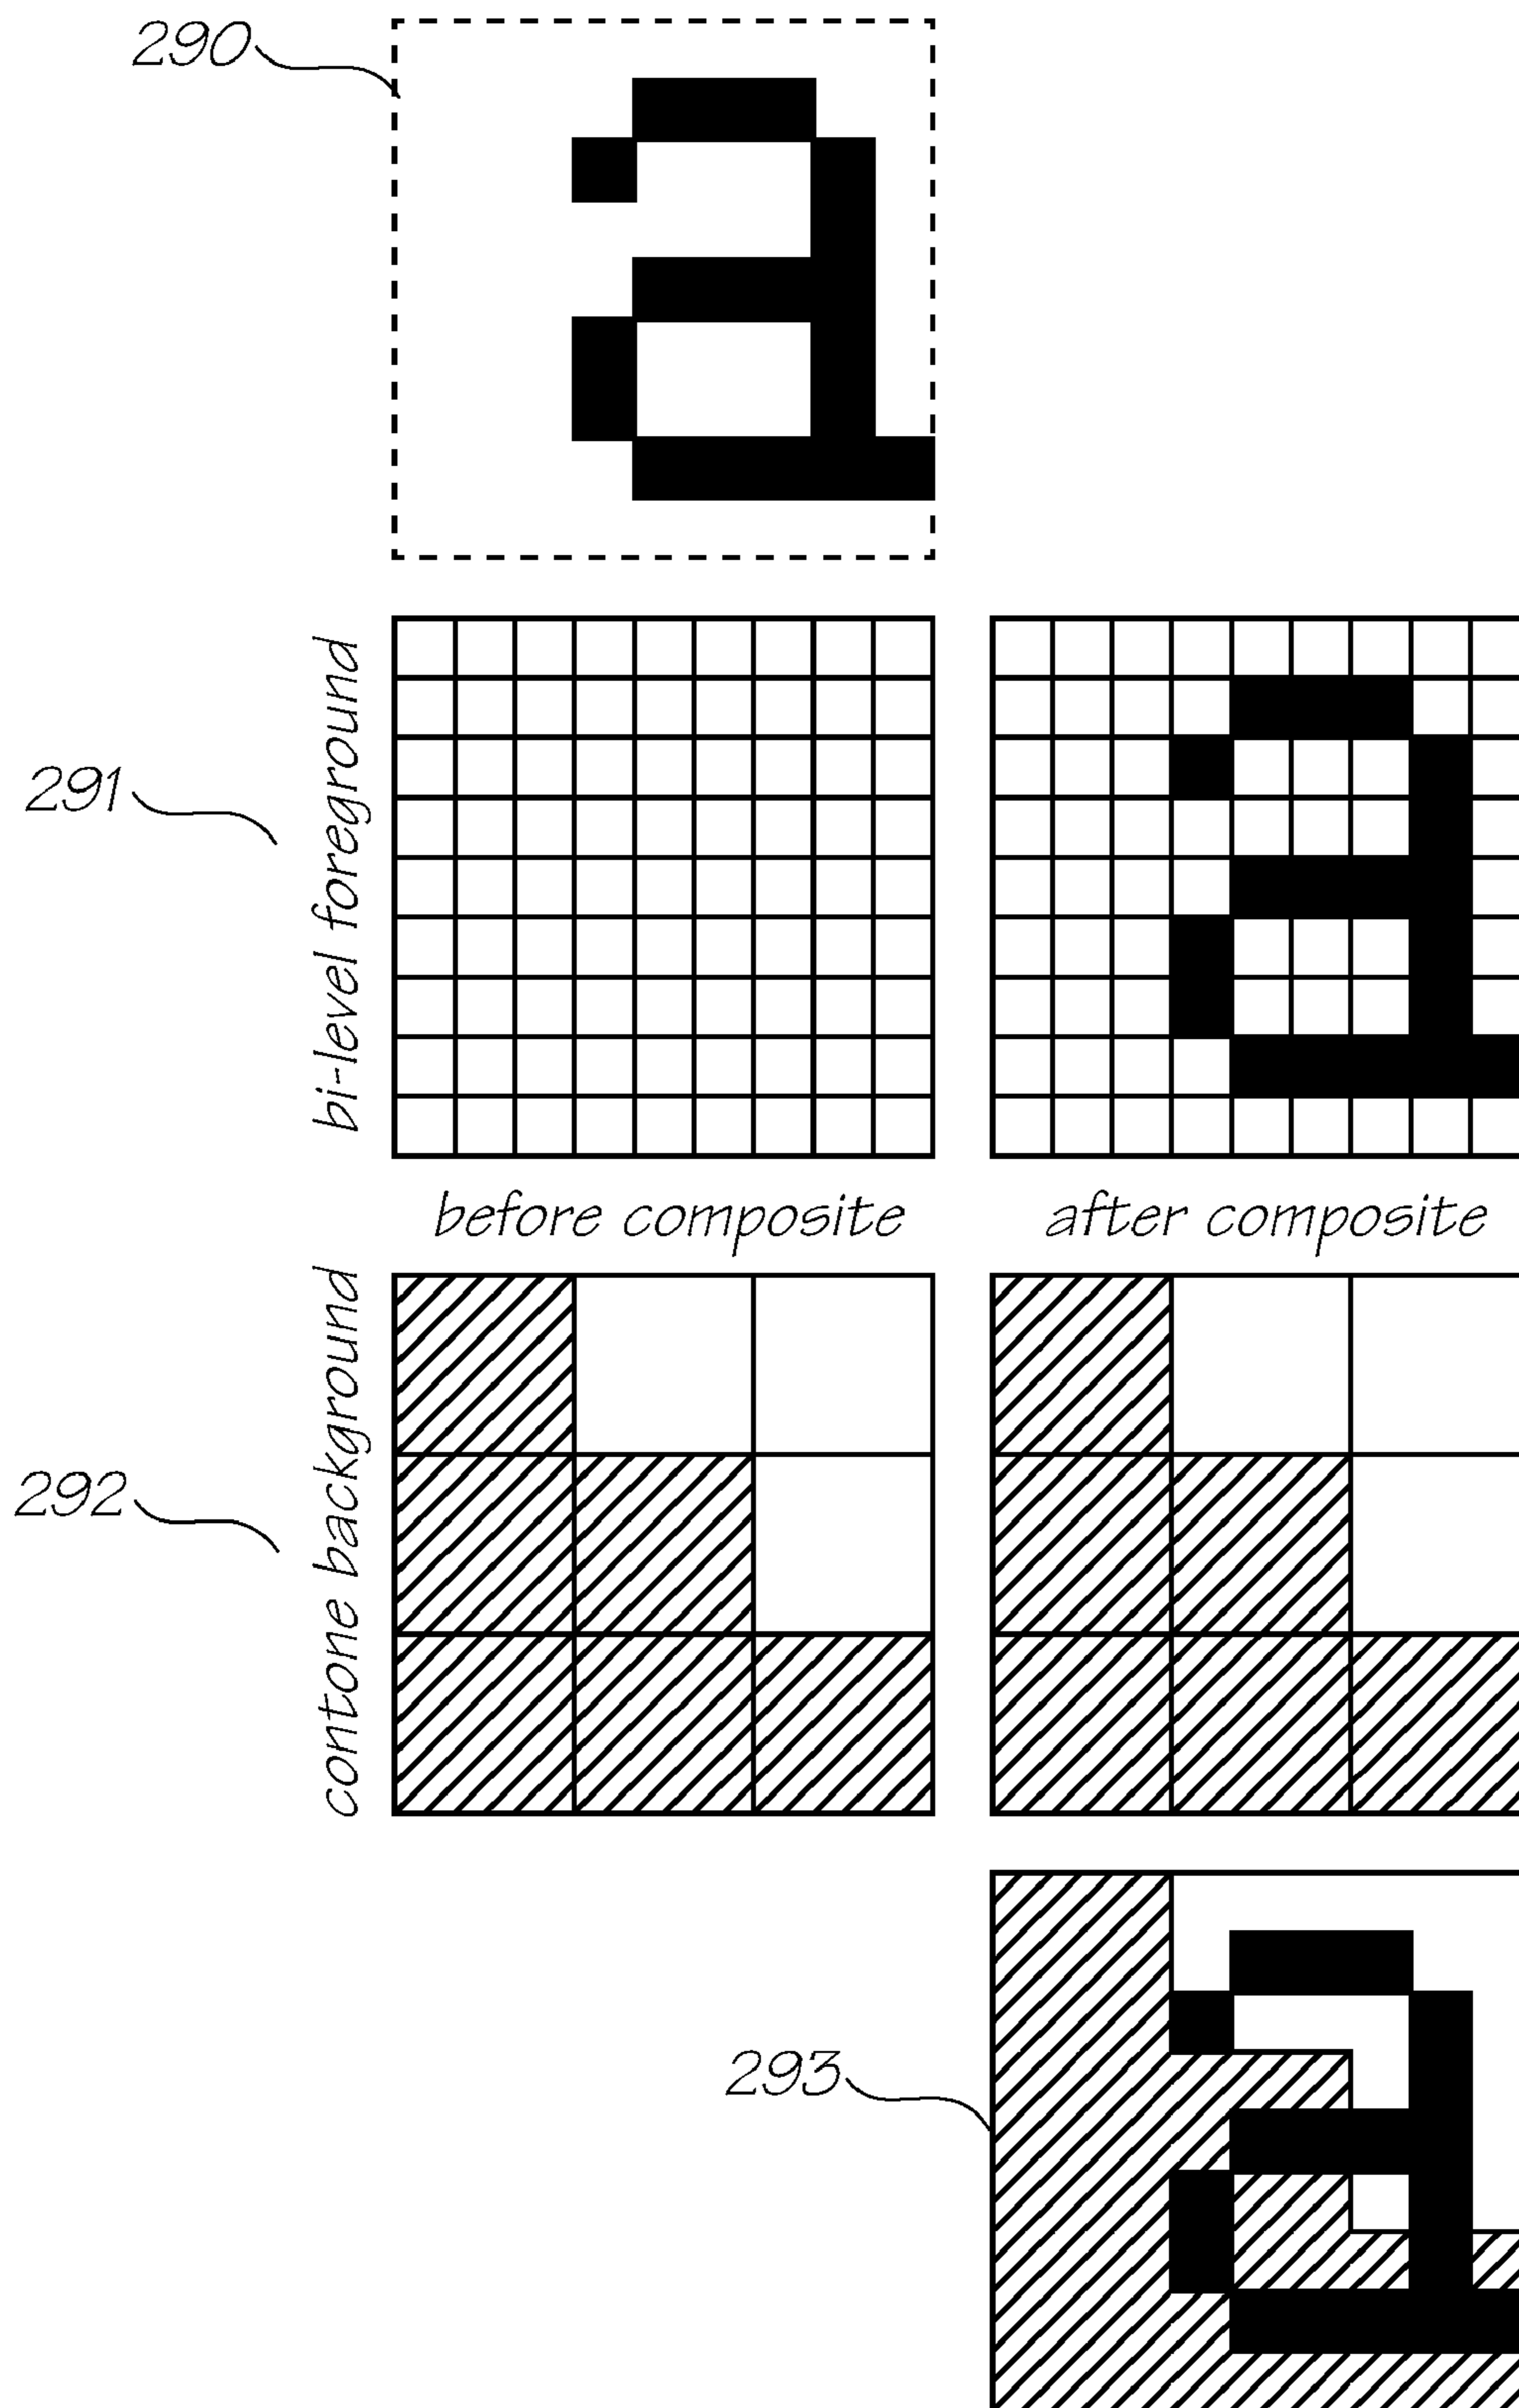 290
a
bi-level foreground
291
a
before composite
after composite
contone background
292
293
a